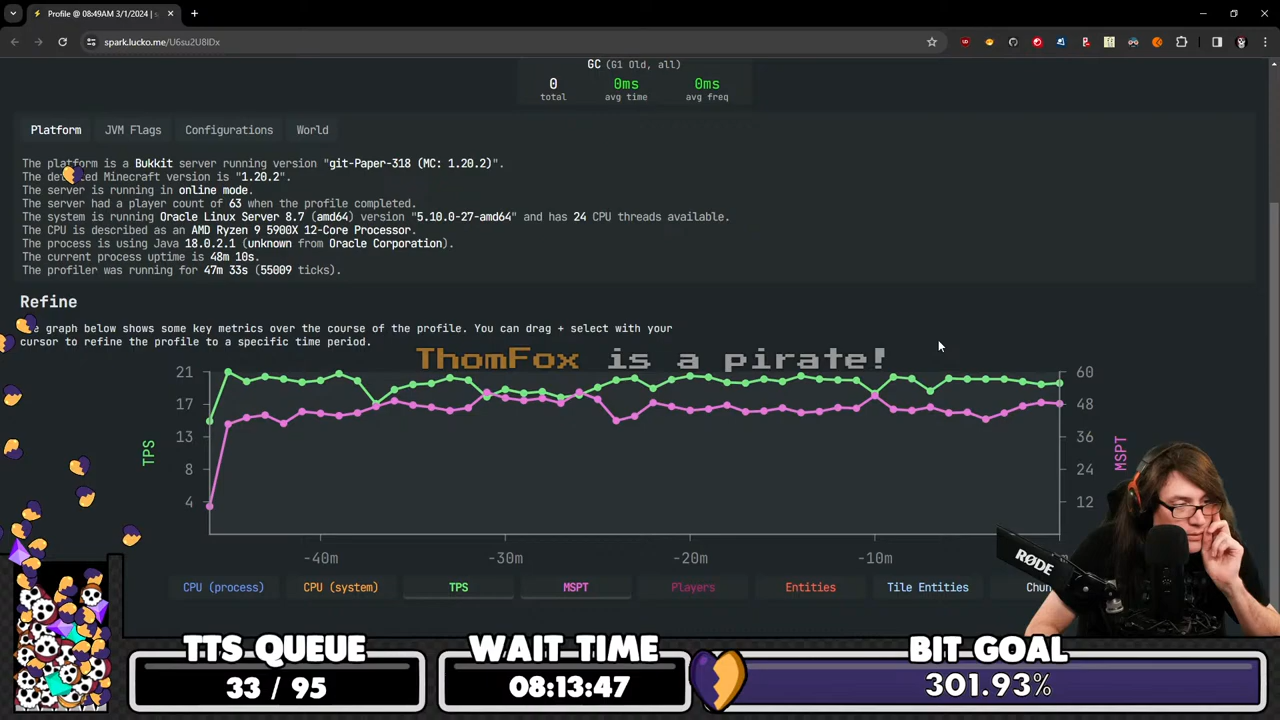 Profile @ 08:49AM 3/1/2024 | s
spark.lucko.me/U6su2U8IDx
GC (G1 Old, all)
0 0ms 0ms
total avg time avg freq
Platform JVM Flags Configurations World
The platform is a Bukkit server running version "git-Paper-318 (MC: 1.20.2)".
The de ed Minecraft version is "1.20.2".
The server is running in online mode.
The server had a player count of 63 when the profile completed.
The system is running Oracle Linux Server 8.7 (amd64) version "5.10.0-27-amd64" and has 24 CPU threads available.
The CPU is described as an AMD Ryzen 9 5900X 12-Core Processor.
The process is using Java 18.0.2.1 (unknown from Oracle Corporation).
The current process uptime is 48m 10s.
The profiler was running for 47m 33s (55009 ticks).
Refine
e graph below shows some key metrics over the course of the profile. You can drag + select with your
cursor to refine the profile to a specific time period.
ThomFox is a pirate!
21 60
17 48
13 36
TPS MSPT
8 24
4 12
-40m -30m -20m -10m m
CPU (process) CPU (system) TPS MSPT Players Entities Tile Entities Chun
RØDE
TTS QUEUE WAIT TIME BIT GOAL
33 / 95 08:13:47 301.93%